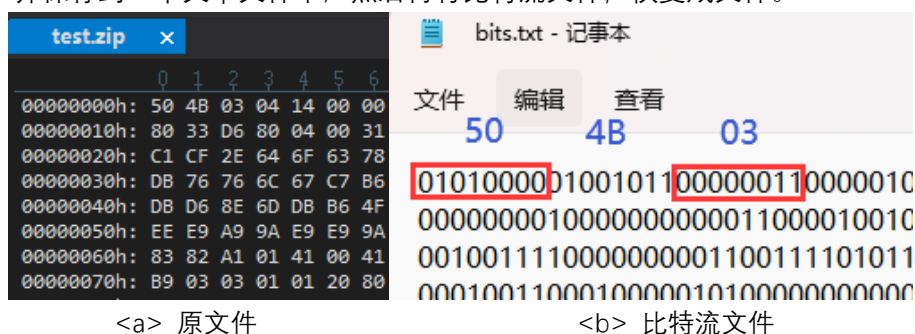 test.zip ×
0 1 2 3 4 5 6
00000000h: 50 4B 03 04 14 00 00
00000010h: 80 33 D6 80 04 00 31
00000020h: C1 CF 2E 64 6F 63 78
00000030h: DB 76 76 6C 67 C7 B6
00000040h: DB D6 8E 6D DB B6 4F
00000050h: EE E9 A9 9A E9 E9 9A
00000060h: 83 82 A1 01 41 00 41
00000070h: B9 03 03 01 01 20 80
bits.txt - 记事本
文件 编辑 查看
50 4B 03
0101000001001011000000110000010
0000000010000000000011000010010
00100111100000000001100111101011
<a> 原文件
<b> 比特流文件